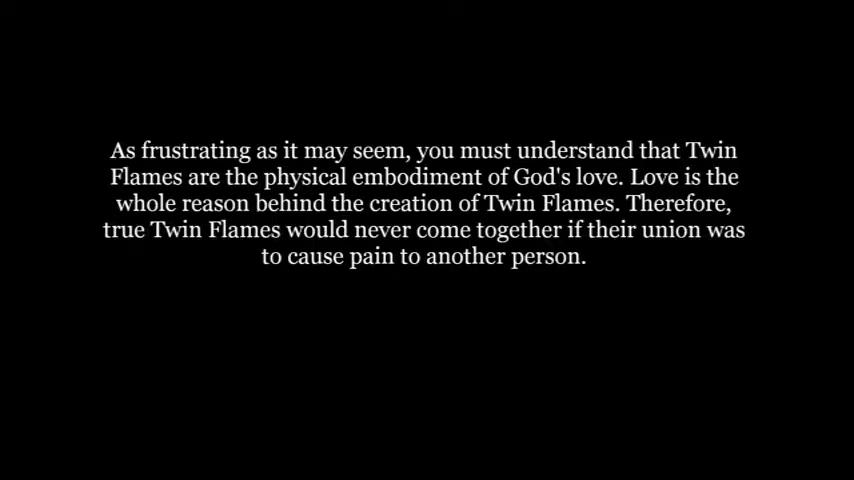 As frustrating as it may seem, you must understand that Twin
Flames are the physical embodiment of God's love. Love is the
whole reason behind the creation of Twin Flames. Therefore,
true Twin Flames would never come together if their union was
to cause pain to another person.